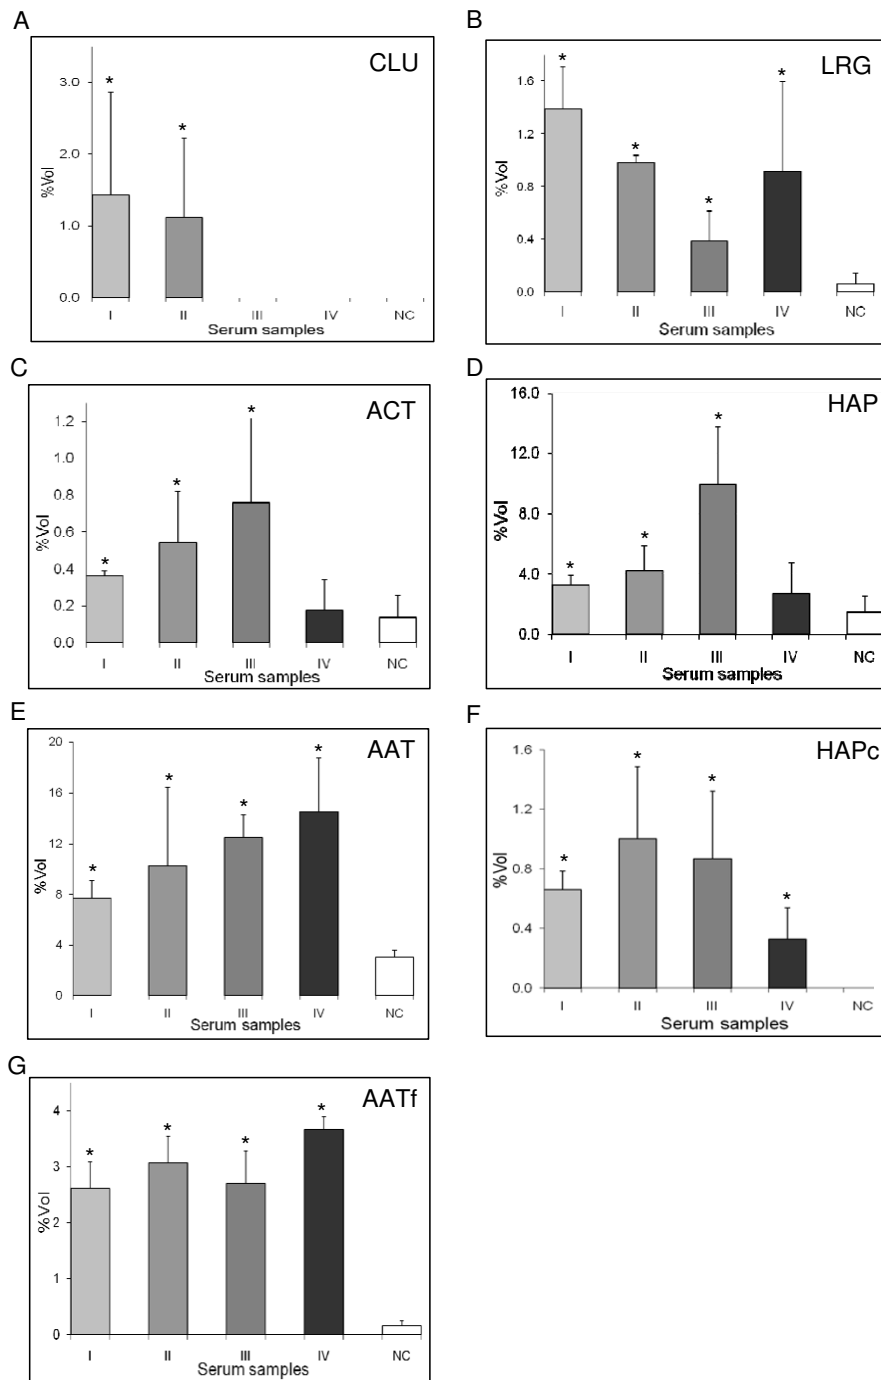 A
CLU
3.0
2.0
1.0
0.0
%Vol
I II III IV NC
Serum samples
B
LRG
1.6
1.2
0.8
0.4
0.0
%Vol
I II III IV NC
Serum samples
C
ACT
1.2
1.0
0.8
0.6
0.4
0.2
0.0
%Vol
I II III IV NC
Serum samples
D
HAP
16.0
12.0
8.0
4.0
0.0
%Vol
I II III IV NC
Serum samples
E
AAT
20
16
12
8
4
0
%Vol
I II III IV NC
Serum samples
F
HAPc
1.6
1.2
0.8
0.4
0.0
%Vol
I II III IV NC
Serum samples
G
AATf
4
3
2
1
0
%Vol
I II III IV NC
Serum samples